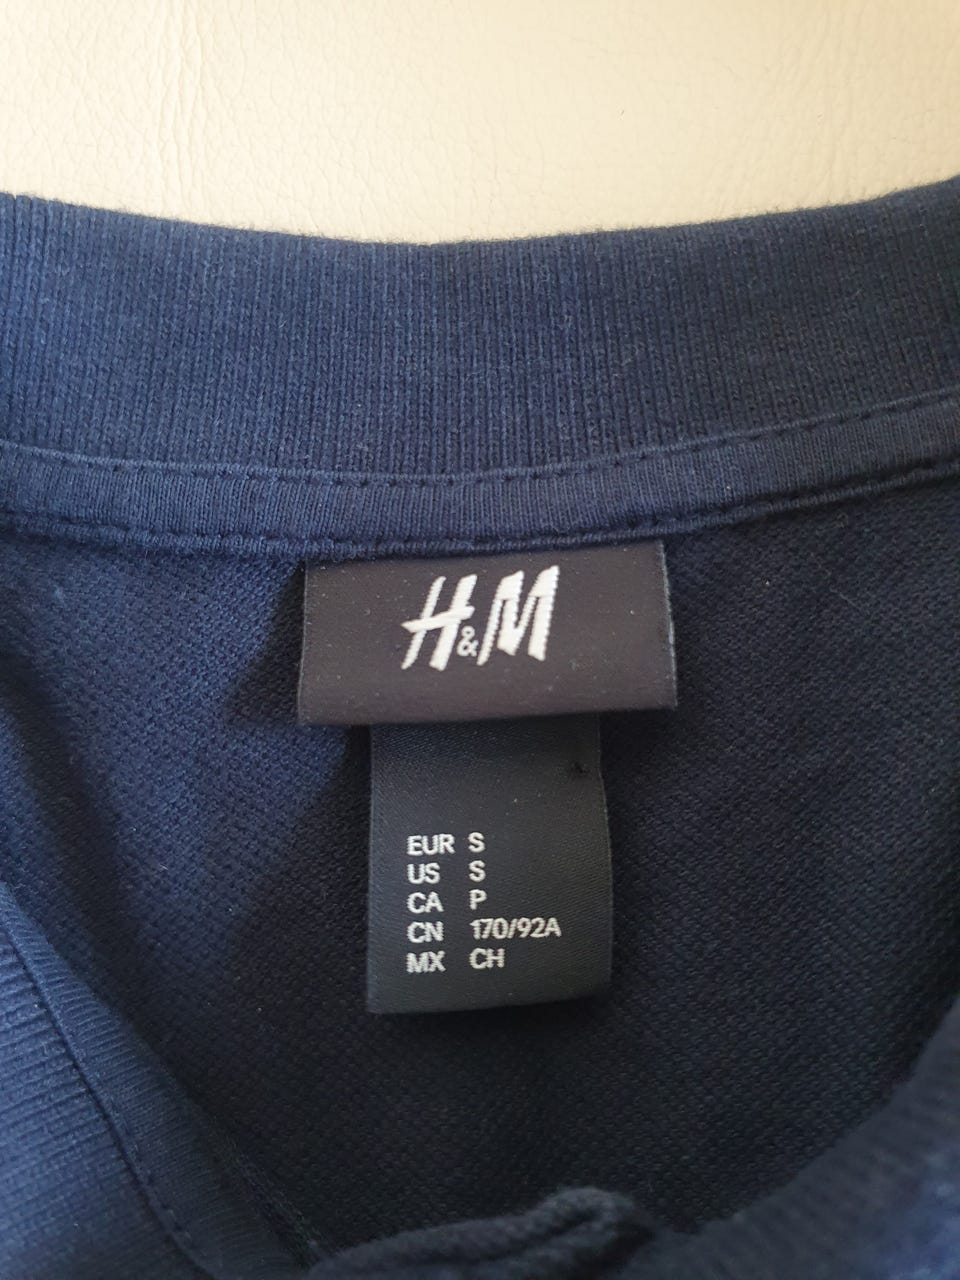 H&M
EUR S
US S
CA P
CN 170/92A
MX CH